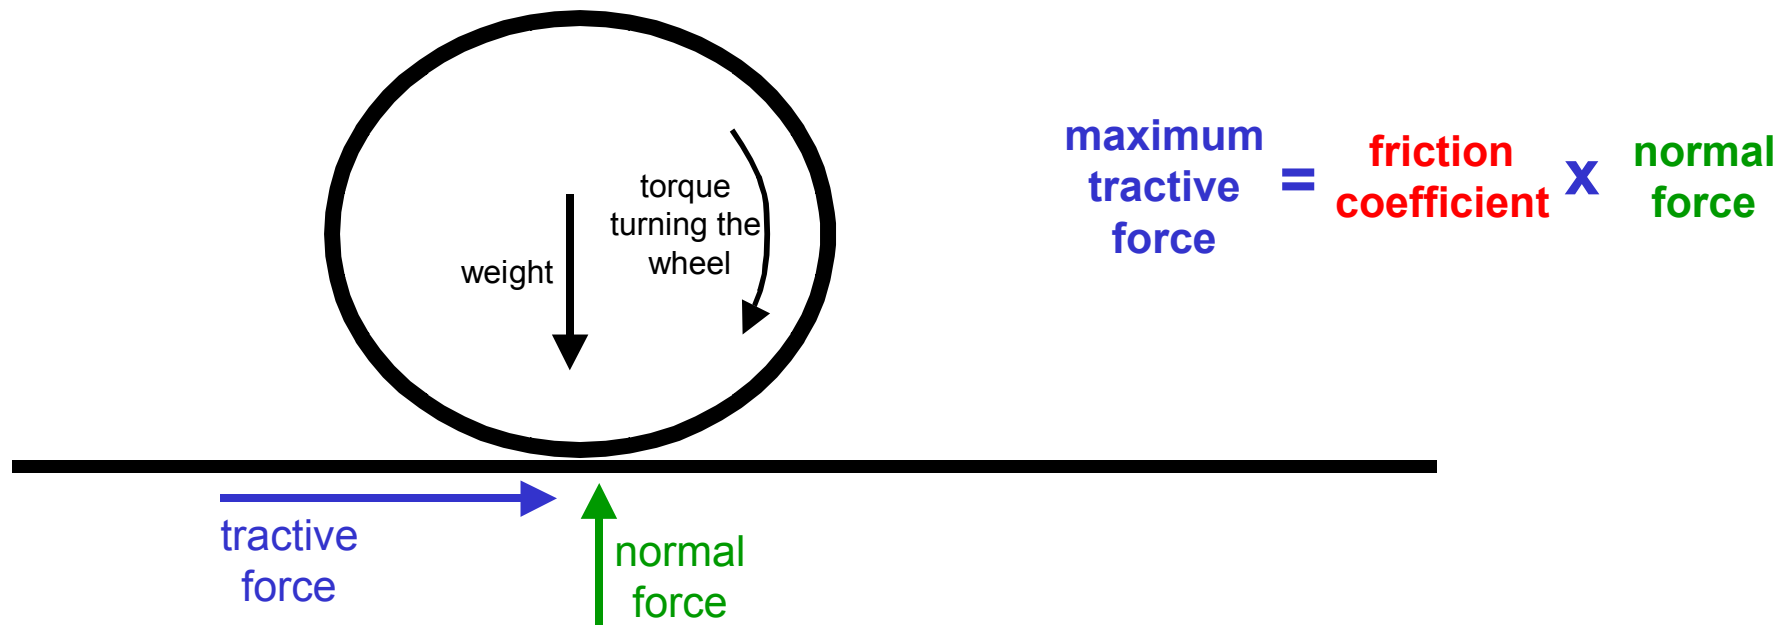 torque
turning the
wheel
weight
maximum
tractive
force
=
friction
coefficient
x
normal
force
tractive
force
normal
force